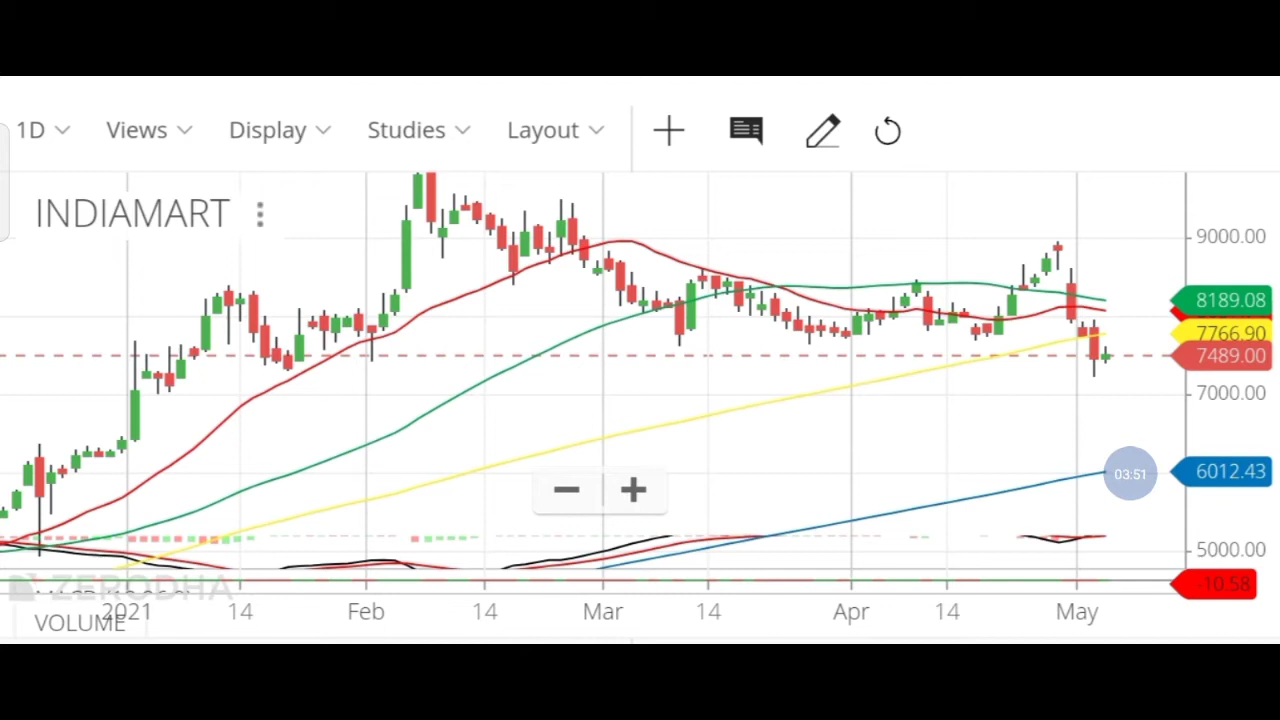 1D Views Display Studies Layout
INDIAMART
9000.00
8189.08
7766.90
7489.00
7000.00
03:51
6012.43
5000.00
-10.58
ZERODHA
2021 14 Feb 14 Mar 14 Apr 14 May
VOLUME